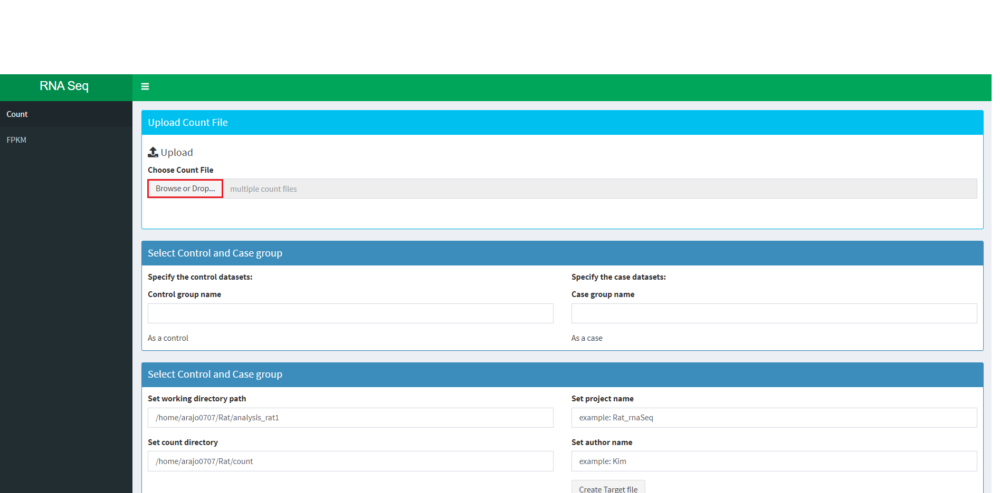 RNA Seq
Count
FPKM
Upload Count File
Upload
Choose Count File
Browse or Drop... multiple count files
Select Control and Case group
Specify the control datasets: Specify the case datasets:
Control group name Case group name
As a control As a case
Select Control and Case group
Set working directory path Set project name
/home/arajo0707/Rat/analysis_rat1 example: Rat_rnaSeq
Set count directory Set author name
/home/arajo0707/Rat/count example: Kim
Create Target file